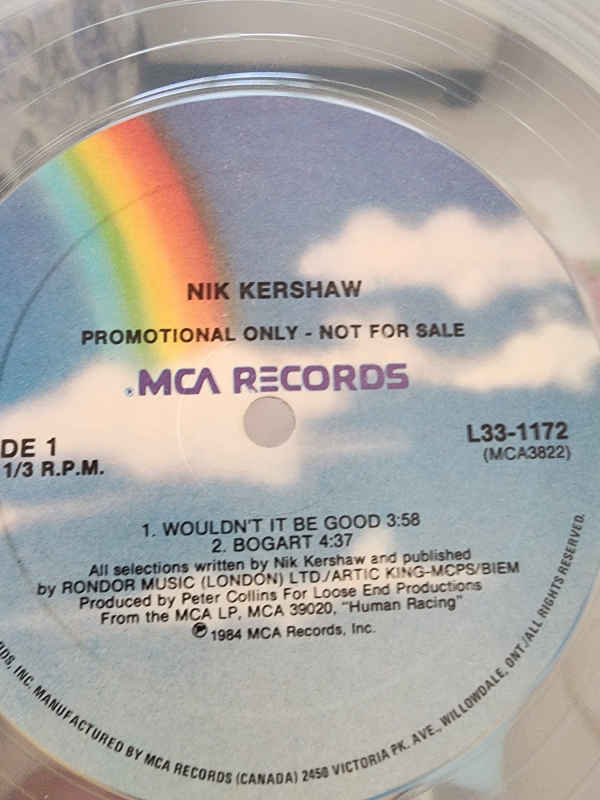 NIK KERSHAW
PROMOTIONAL ONLY - NOT FOR SALE
®MCA RECORDS
DE 1
1/3 R.P.M.
L33-1172
(MCA3822)
1. WOULDN'T IT BE GOOD 3:58
2. BOGART 4:37
All selections written by Nik Kershaw and published
by RONDOR MUSIC (LONDON) LTD./ARTIC KING-MCPS/BIEM
Produced by Peter Collins For Loose End Productions
From the MCA LP, MCA 39020, "Human Racing"
℗ 1984 MCA Records, Inc.
DS, INC. MANUFACTURED BY MCA RECORDS (CANADA) 2450 VICTORIA PK. AVE., WILLOWDALE, ONT./ALL RIGHTS RESERVED.